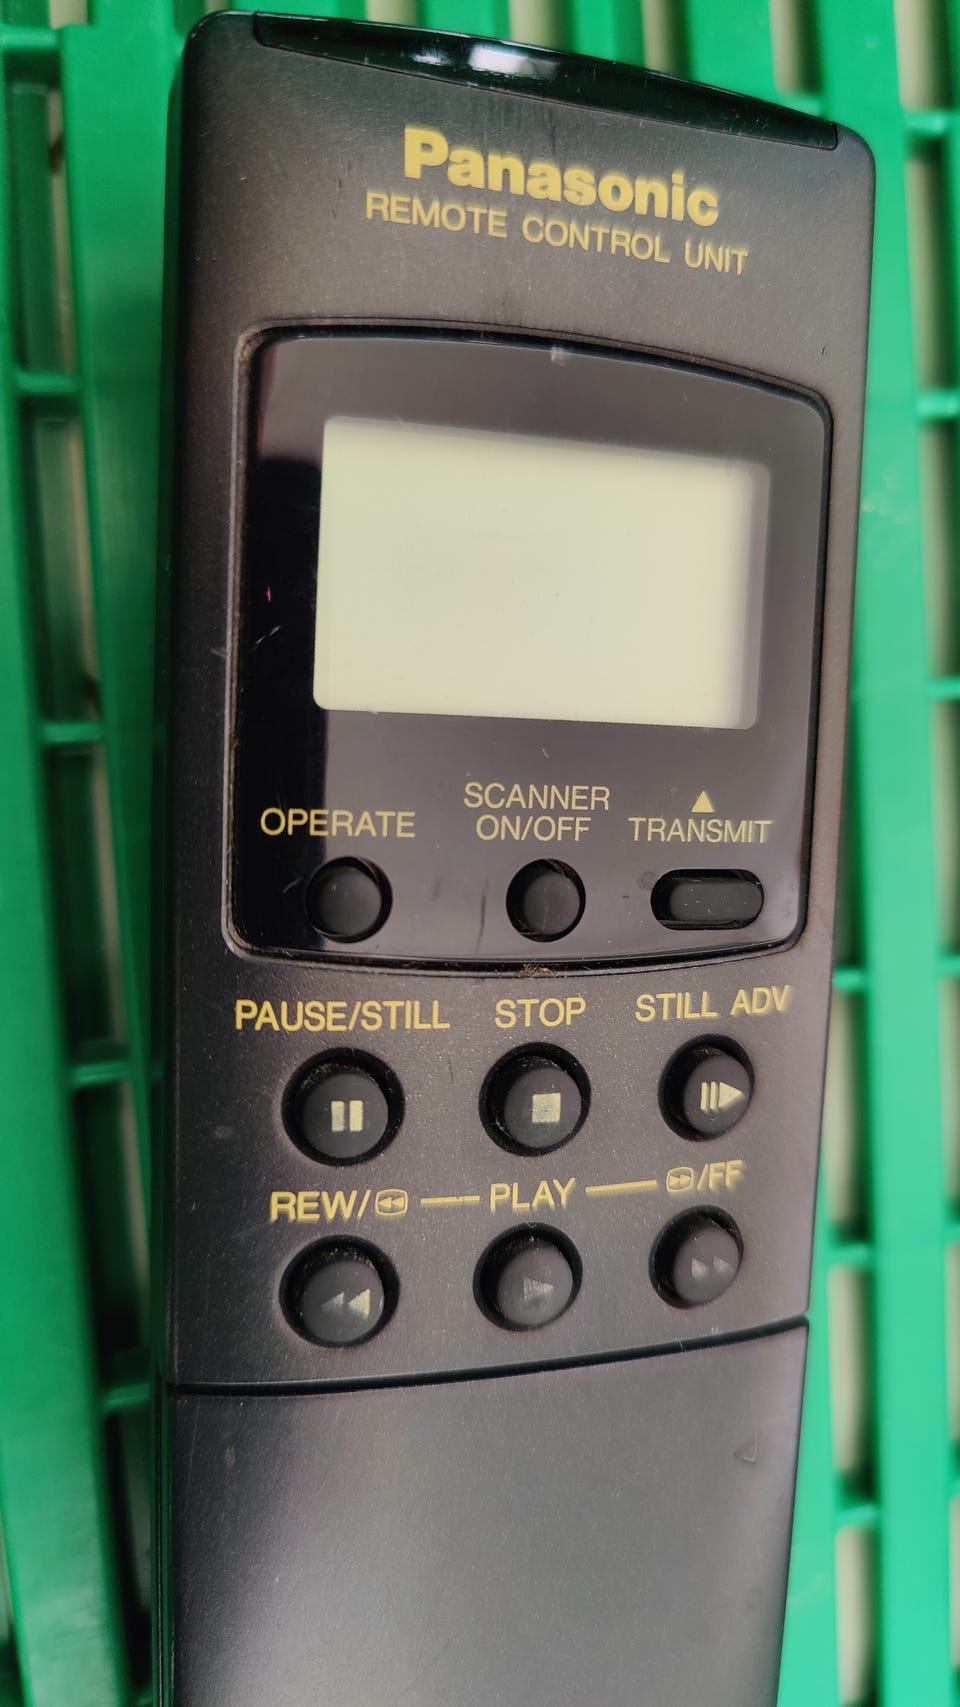 Panasonic
REMOTE CONTROL UNIT
OPERATE
SCANNER
ON/OFF
TRANSMIT
PAUSE/STILL
STOP
STILL ADV
REW/
PLAY
/FF